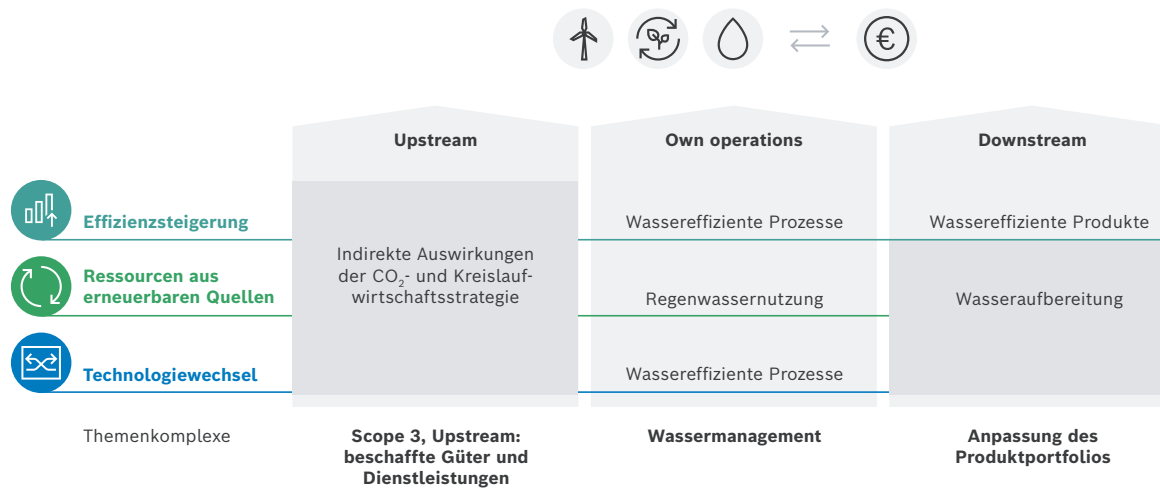 €
Upstream
Own operations
Downstream
Effizienzsteigerung
Wassereffiziente Prozesse
Wassereffiziente Produkte
Indirekte Auswirkungen
der CO₂- und Kreislauf-
wirtschaftsstrategie
Ressourcen aus
erneuerbaren Quellen
Regenwassernutzung
Wasseraufbereitung
Technologiewechsel
Wassereffiziente Prozesse
Themenkomplexe
Scope 3, Upstream:
beschaffte Güter und
Dienstleistungen
Wassermanagement
Anpassung des
Produktportfolios